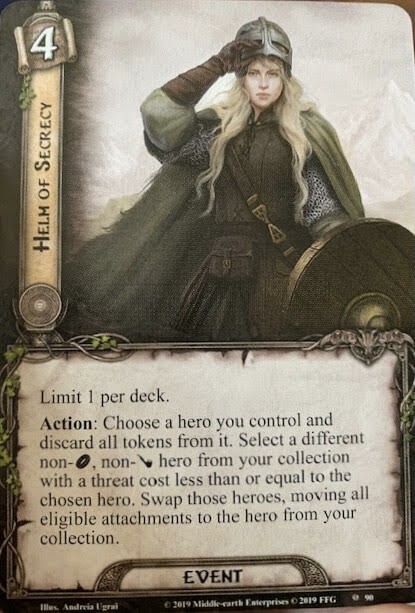 4
HELM OF SECRECY
Limit 1 per deck.
Action: Choose a hero you control and
discard all tokens from it. Select a different
non- , non- hero from your collection
with a threat cost less than or equal to the
chosen hero. Swap those heroes, moving all
eligible attachments to the hero from your
collection.
EVENT
Illus. Andreia Ugrai © 2019 Middle-earth Enterprises © 2019 FFG 90